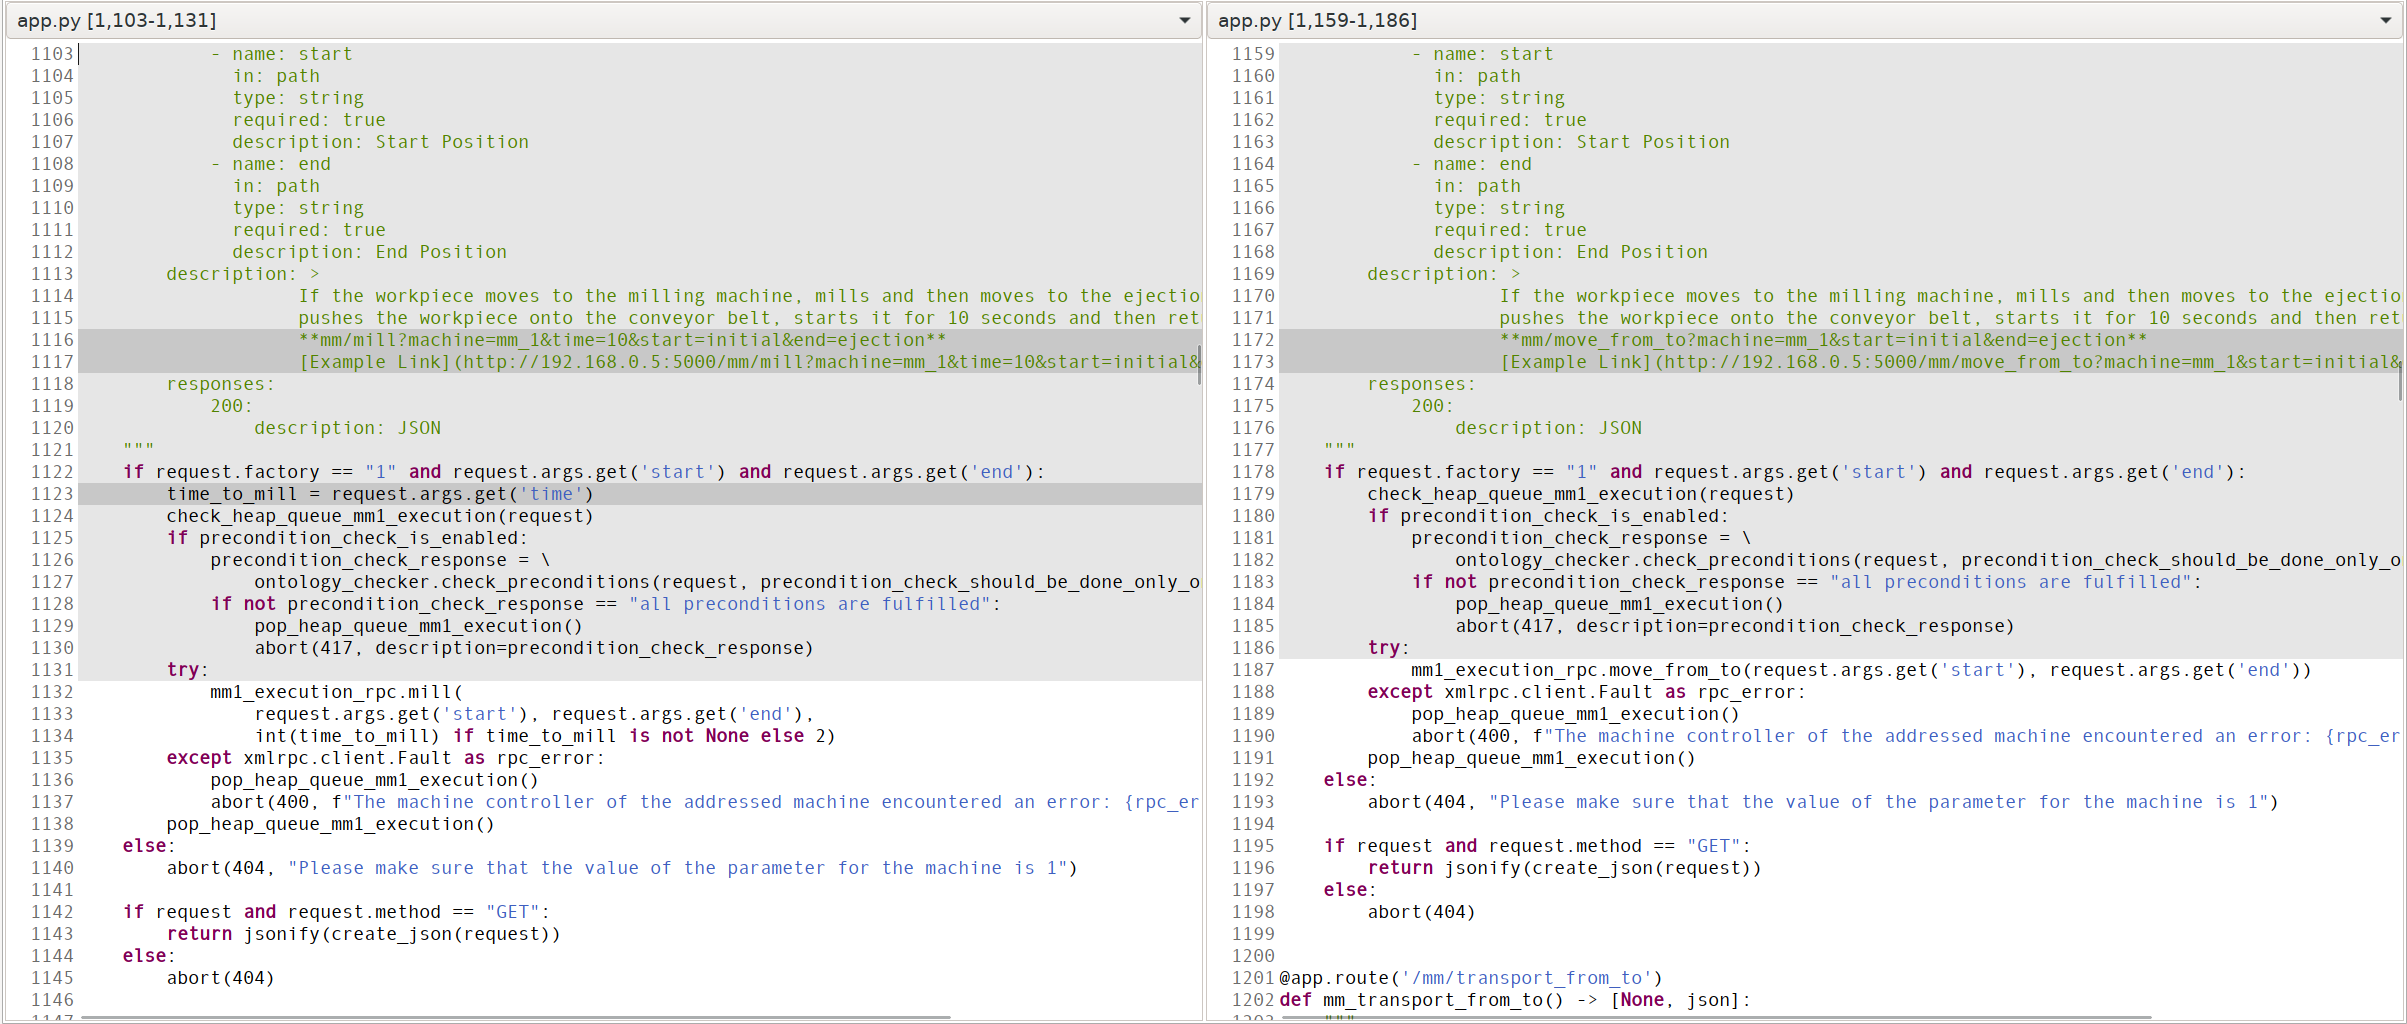 app.py [1,103-1,131]
1103 - name: start
1104 in: path
1105 type: string
1106 required: true
1107 description: Start Position
1108 - name: end
1109 in: path
1110 type: string
1111 required: true
1112 description: End Position
1113 description: >
1114 If the workpiece moves to the milling machine, mills and then moves to the ejectio
1115 pushes the workpiece onto the conveyor belt, starts it for 10 seconds and then ret
1116 **mm/mill?machine=mm_1&time=10&start=initial&end=ejection**
1117 [Example Link](http://192.168.0.5:5000/mm/mill?machine=mm_1&time=10&start=initial&
1118 responses:
1119 200:
1120 description: JSON
1121 """
1122 if request.factory == "1" and request.args.get('start') and request.args.get('end'):
1123 time_to_mill = request.args.get('time')
1124 check_heap_queue_mm1_execution(request)
1125 if precondition_check_is_enabled:
1126 precondition_check_response = \
1127 ontology_checker.check_preconditions(request, precondition_check_should_be_done_only_o
1128 if not precondition_check_response == "all preconditions are fulfilled":
1129 pop_heap_queue_mm1_execution()
1130 abort(417, description=precondition_check_response)
1131 try:
1132 mm1_execution_rpc.mill(
1133 request.args.get('start'), request.args.get('end'),
1134 int(time_to_mill) if time_to_mill is not None else 2)
1135 except xmlrpc.client.Fault as rpc_error:
1136 pop_heap_queue_mm1_execution()
1137 abort(400, f"The machine controller of the addressed machine encountered an error: {rpc_er
1138 pop_heap_queue_mm1_execution()
1139 else:
1140 abort(404, "Please make sure that the value of the parameter for the machine is 1")
1141
1142 if request and request.method == "GET":
1143 return jsonify(create_json(request))
1144 else:
1145 abort(404)
1146
1147
app.py [1,159-1,186]
1159 - name: start
1160 in: path
1161 type: string
1162 required: true
1163 description: Start Position
1164 - name: end
1165 in: path
1166 type: string
1167 required: true
1168 description: End Position
1169 description: >
1170 If the workpiece moves to the milling machine, mills and then moves to the ejectio
1171 pushes the workpiece onto the conveyor belt, starts it for 10 seconds and then ret
1172 **mm/move_from_to?machine=mm_1&start=initial&end=ejection**
1173 [Example Link](http://192.168.0.5:5000/mm/move_from_to?machine=mm_1&start=initial&
1174 responses:
1175 200:
1176 description: JSON
1177 """
1178 if request.factory == "1" and request.args.get('start') and request.args.get('end'):
1179 check_heap_queue_mm1_execution(request)
1180 if precondition_check_is_enabled:
1181 precondition_check_response = \
1182 ontology_checker.check_preconditions(request, precondition_check_should_be_done_only_o
1183 if not precondition_check_response == "all preconditions are fulfilled":
1184 pop_heap_queue_mm1_execution()
1185 abort(417, description=precondition_check_response)
1186 try:
1187 mm1_execution_rpc.move_from_to(request.args.get('start'), request.args.get('end'))
1188 except xmlrpc.client.Fault as rpc_error:
1189 pop_heap_queue_mm1_execution()
1190 abort(400, f"The machine controller of the addressed machine encountered an error: {rpc_er
1191 pop_heap_queue_mm1_execution()
1192 else:
1193 abort(404, "Please make sure that the value of the parameter for the machine is 1")
1194
1195 if request and request.method == "GET":
1196 return jsonify(create_json(request))
1197 else:
1198 abort(404)
1199
1200
1201 @app.route('/mm/transport_from_to')
1202 def mm_transport_from_to() -> [None, json]:
1203 """